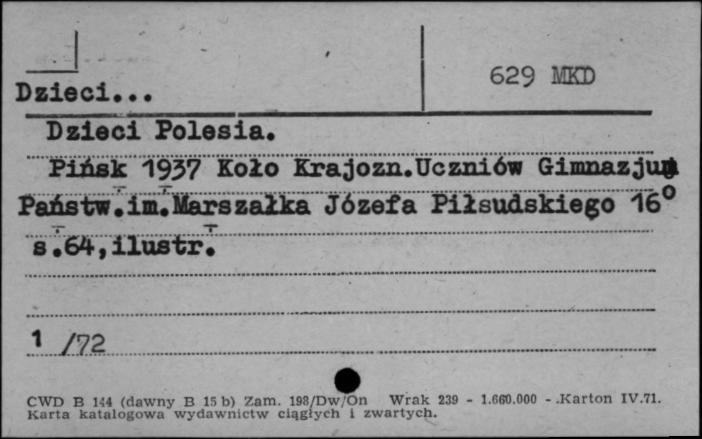 629 MKD
Dzieci...
Dzieci Polesia.
Pińsk 1937 Koło Krajozn.Uczniów Gimnazjum
Państw.im.Marszałka Józefa Piłsudskiego 16°
s.64,ilustr.
1 /72
CWD B 144 (dawny B 15 b) Zam. 198/Dw/On Wrak 239 - 1.660.000 - .Karton IV.71.
Karta katalogowa wydawnictw ciągłych i zwartych.